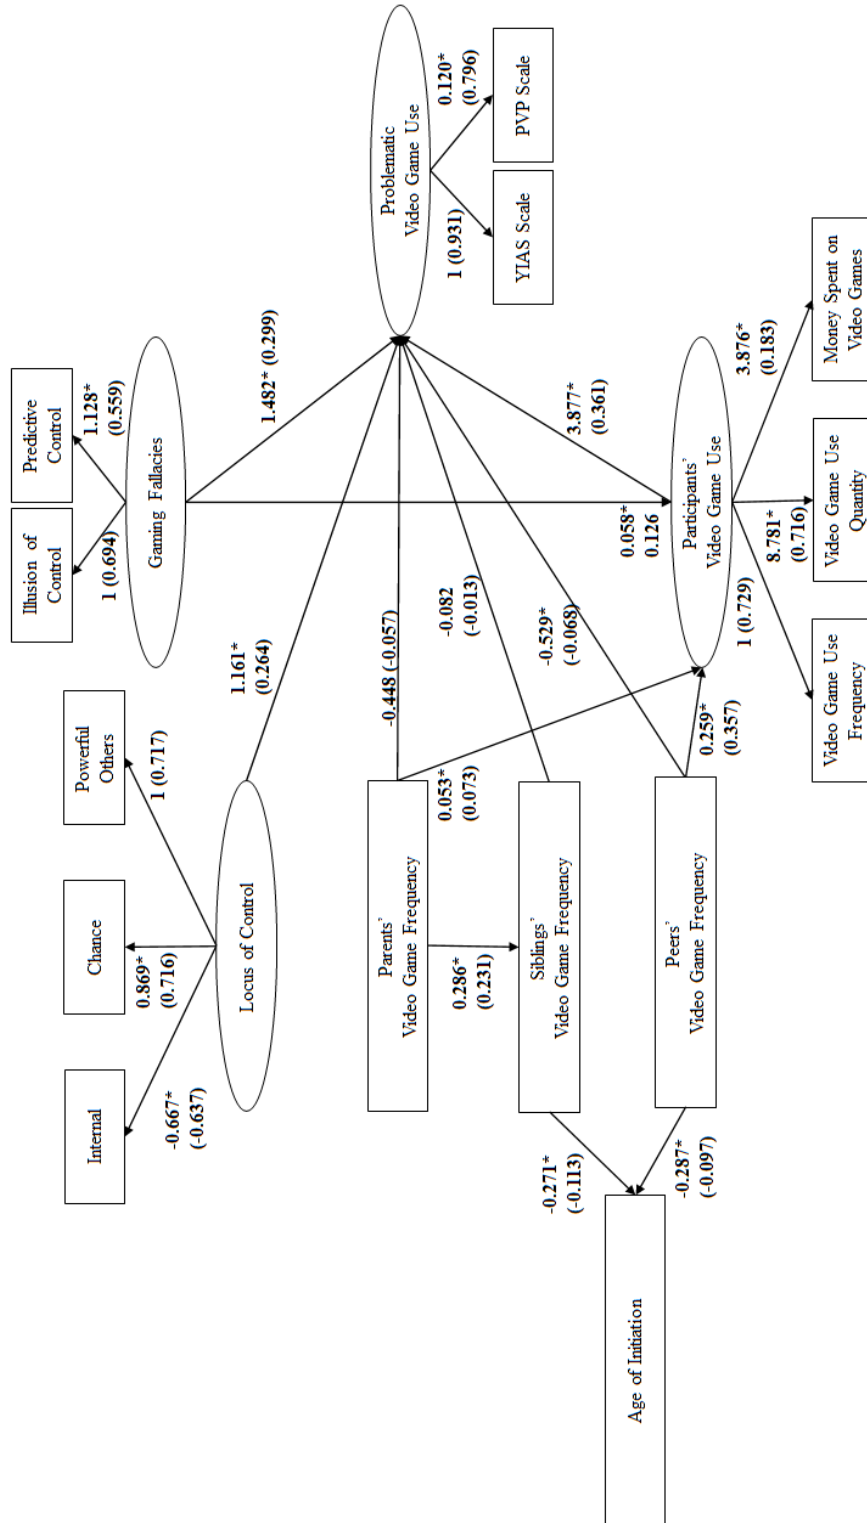 Internal
Chance
Powerful
Others
Illusion of
Control
Predictive
Control
-0.667*
(-0.637)
0.869*
(0.716)
1 (0.717)
1 (0.694)
1.128*
(0.559)
Locus of Control
Gaming Fallacies
1.161*
(0.264)
1.482* (0.299)
Parents'
Video Game Frequency
-0.448 (-0.057)
Problematic
Video Game Use
0.053*
(0.073)
0.286*
(0.231)
-0.082
(-0.013)
1 (0.931)
0.120*
(0.796)
YIAS Scale
PVP Scale
Siblings'
Video Game Frequency
-0.271*
(-0.113)
-0.529*
(-0.068)
3.877*
(0.361)
0.058*
0.126
Age of Initiation
Peers'
Video Game Frequency
-0.287*
(-0.097)
0.259*
(0.357)
Participants'
Video Game Use
1 (0.729)
8.781*
(0.716)
3.876*
(0.183)
Video Game Use
Frequency
Video Game Use
Quantity
Money Spent on
Video Games